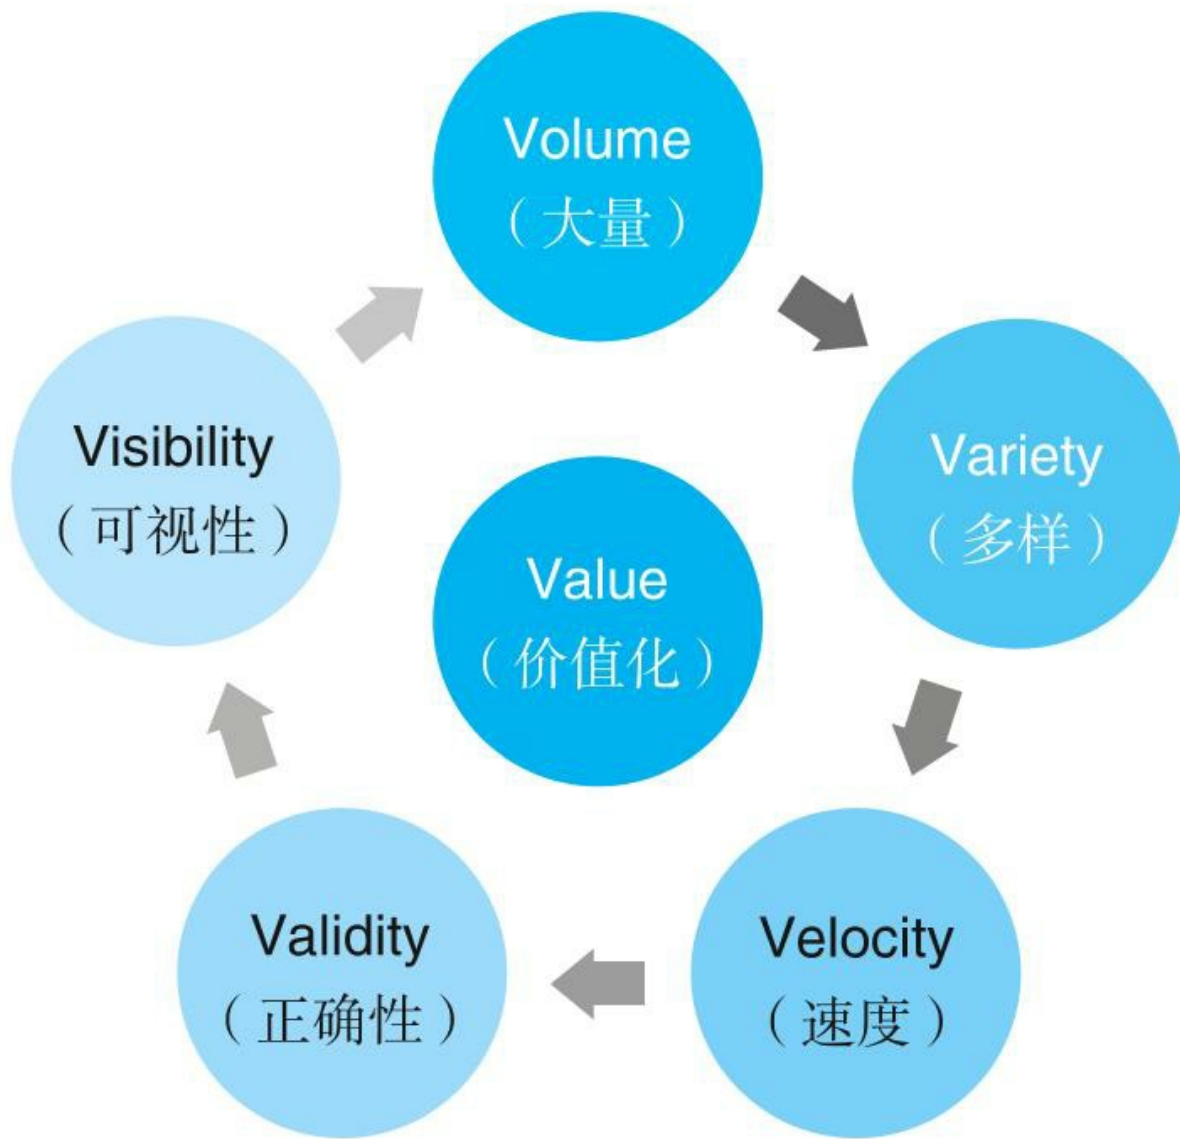 Volume
（大量）
Variety
（多样）
Velocity
（速度）
Validity
（正确性）
Visibility
（可视性）
Value
（价值化）